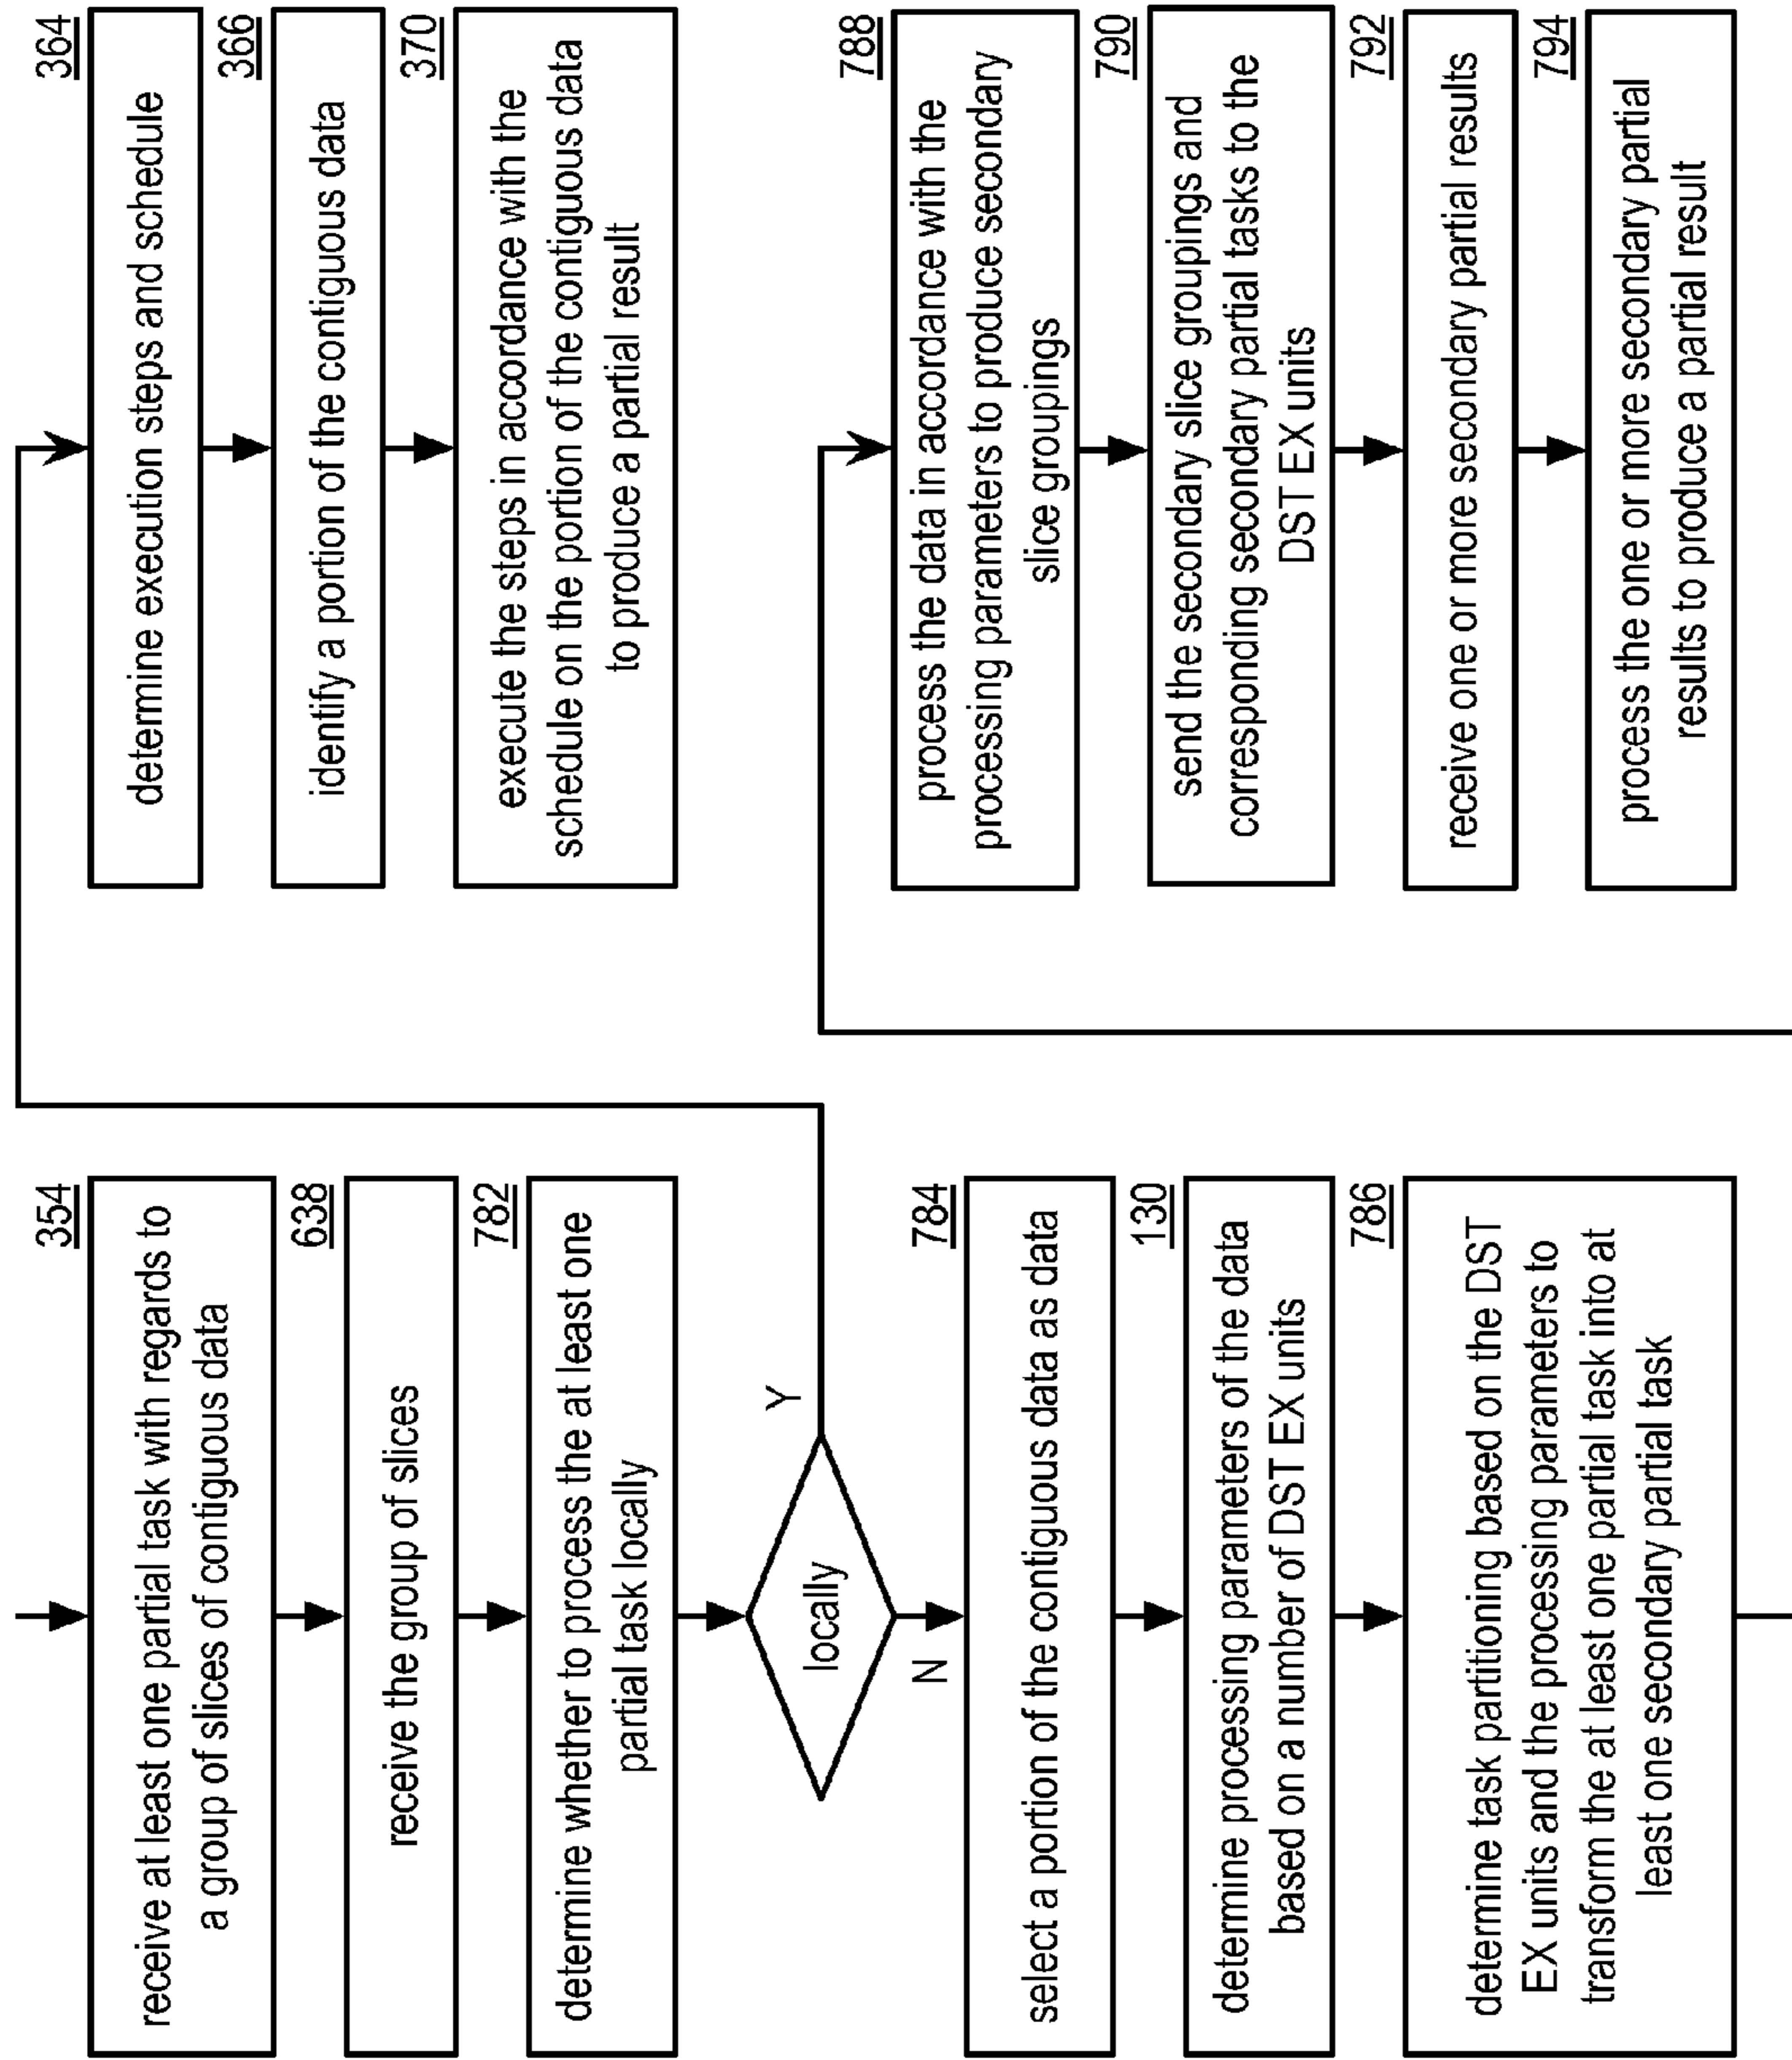 354
receive at least one partial task with regards to
a group of slices of contiguous data
638
receive the group of slices
782
determine whether to process the at least one
partial task locally
locally
Y
N
784
select a portion of the contiguous data as data
130
determine processing parameters of the data
based on a number of DST EX units
786
determine task partitioning based on the DST
EX units and the processing parameters to
transform the at least one partial task into at
least one secondary partial task
364
determine execution steps and schedule
366
identify a portion of the contiguous data
370
execute the steps in accordance with the
schedule on the portion of the contiguous data
to produce a partial result
788
process the data in accordance with the
processing parameters to produce secondary
slice groupings
790
send the secondary slice groupings and
corresponding secondary partial tasks to the
DST EX units
792
receive one or more secondary partial results
794
process the one or more secondary partial
results to produce a partial result